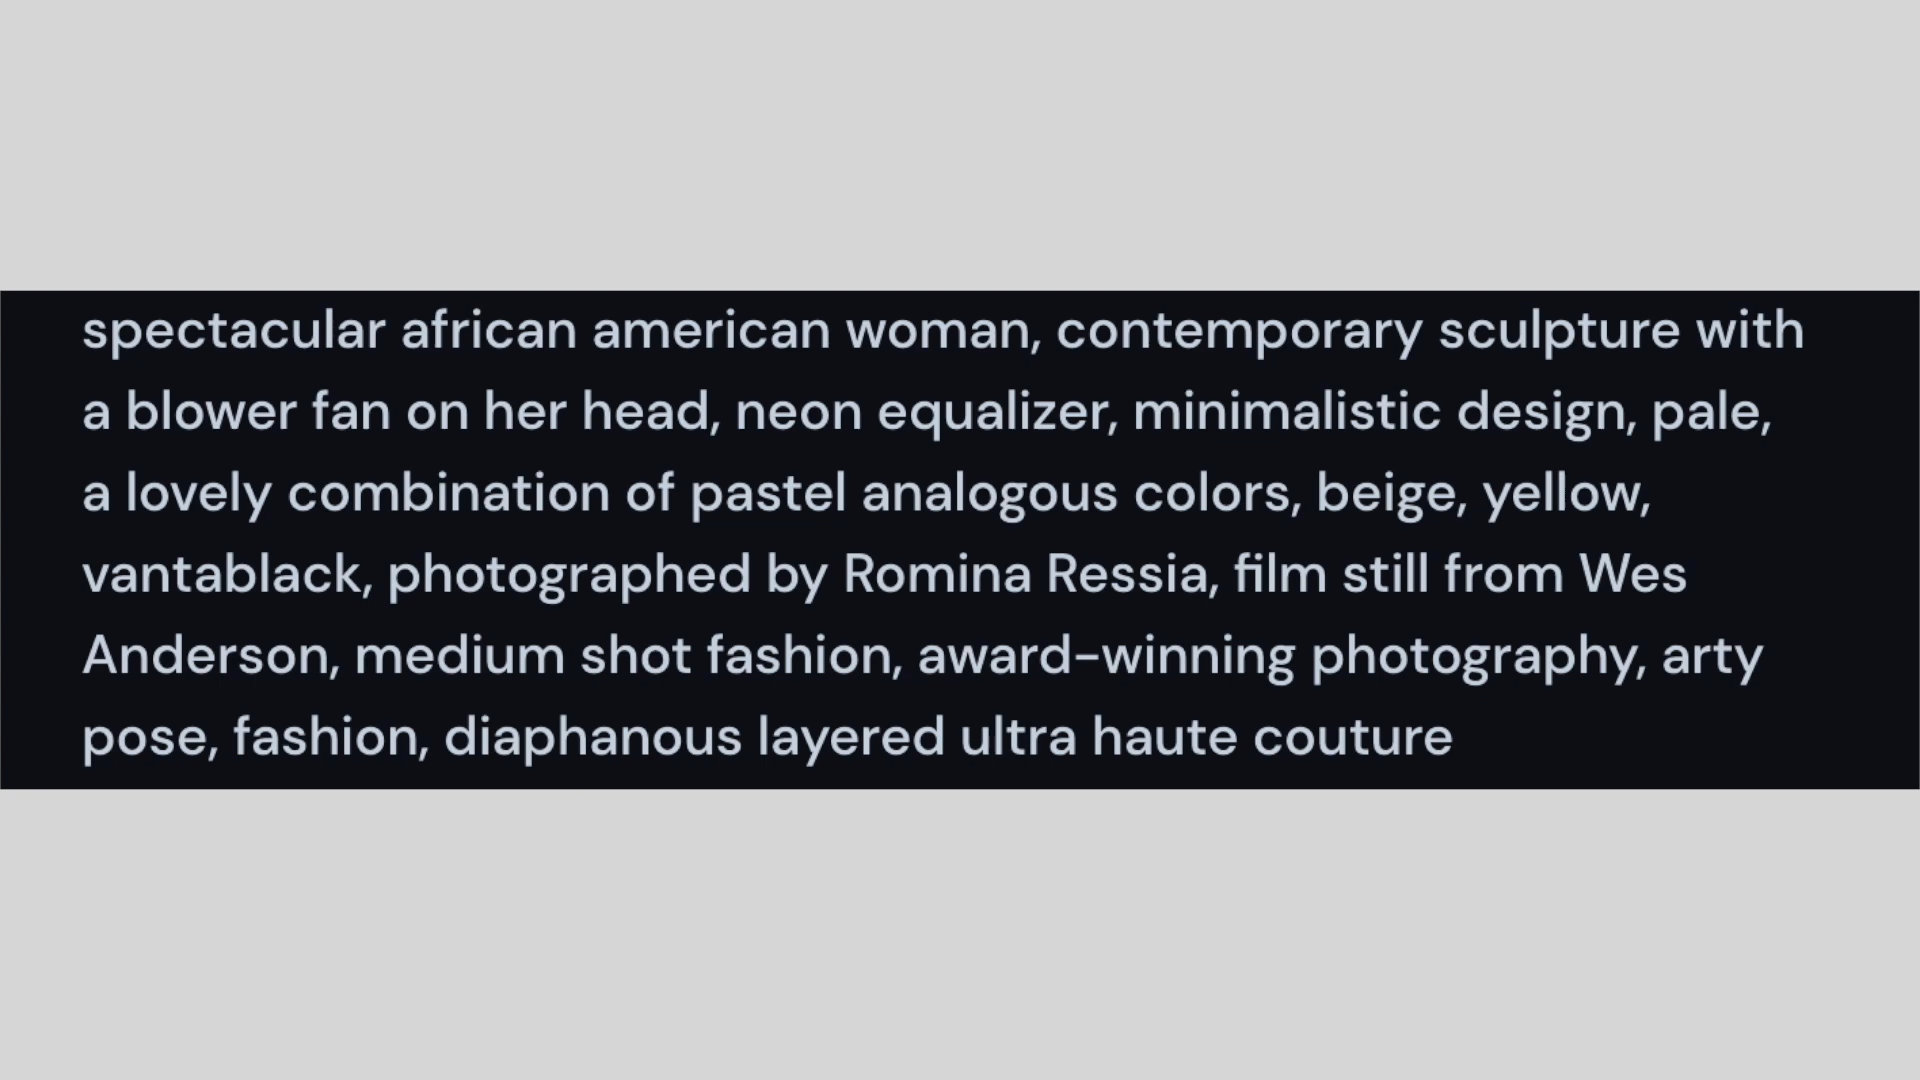 spectacular african american woman, contemporary sculpture with
a blower fan on her head, neon equalizer, minimalistic design, pale,
a lovely combination of pastel analogous colors, beige, yellow,
vantablack, photographed by Romina Ressia, film still from Wes
Anderson, medium shot fashion, award-winning photography, arty
pose, fashion, diaphanous layered ultra haute couture